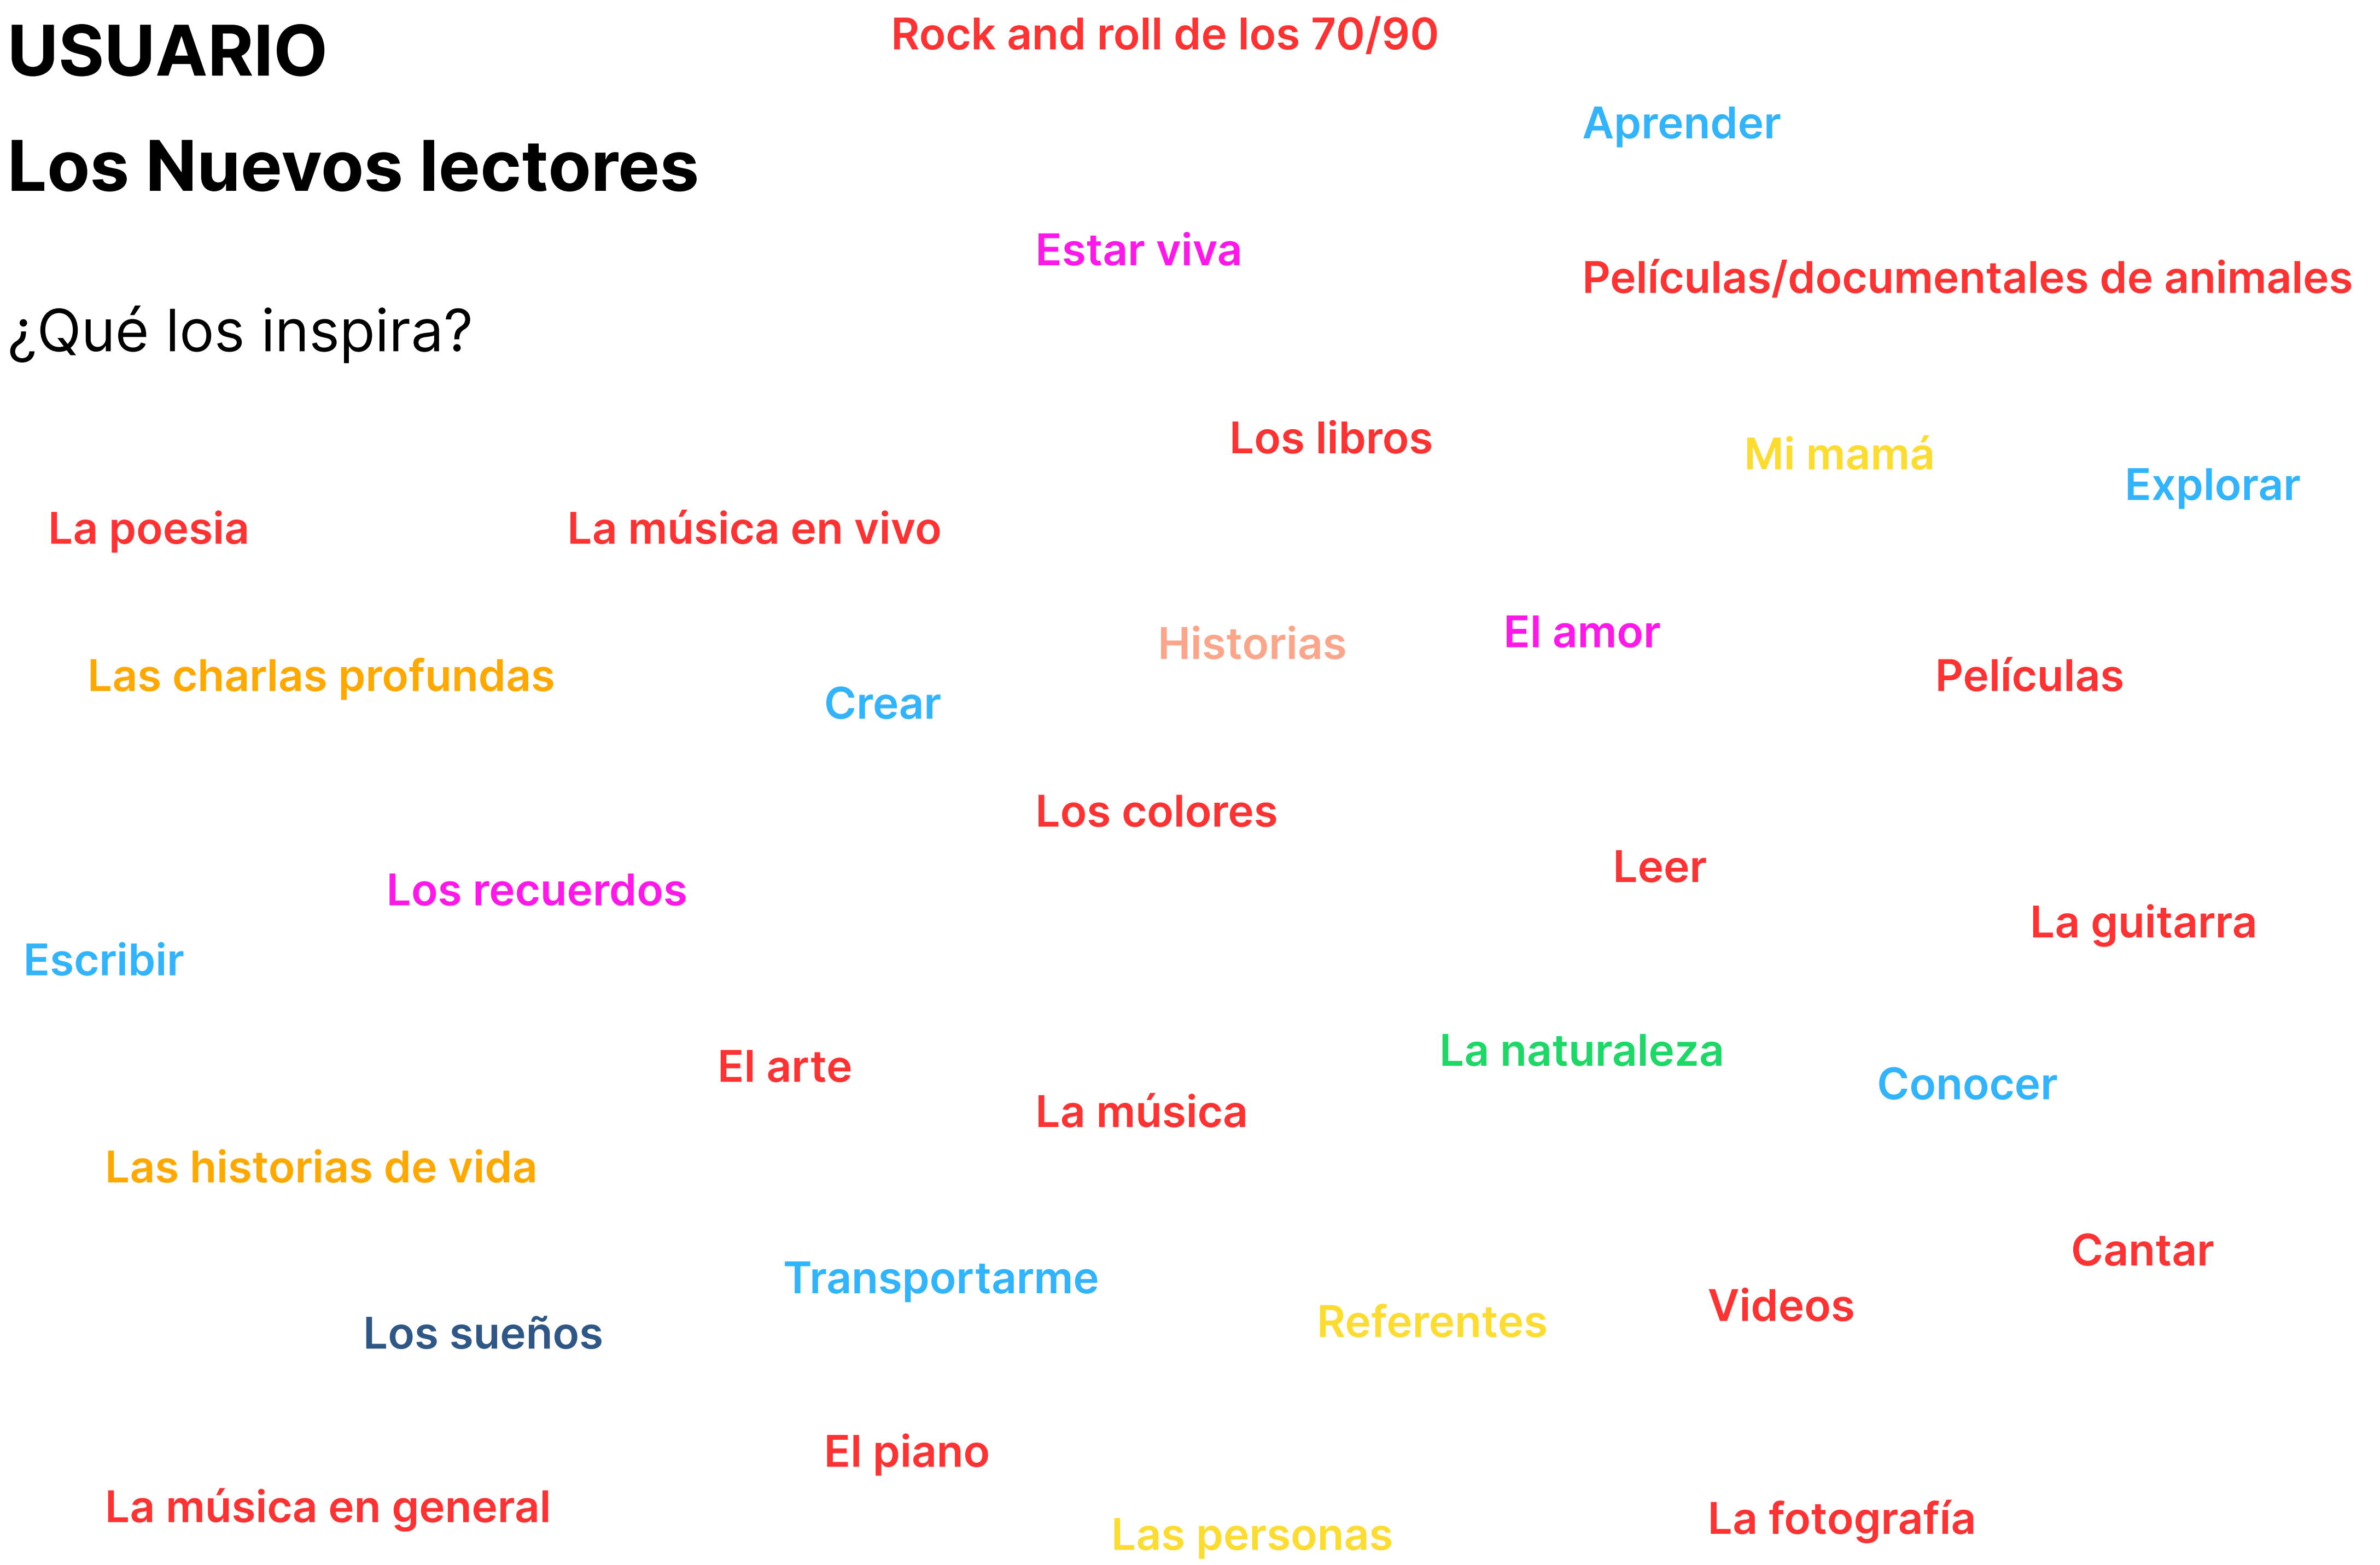 USUARIO
Rock and roll de los 70/90
Aprender
Los Nuevos lectores
Estar viva
Películas/documentales de animales
¿Qué los inspira?
Los libros
Mi mamá
Explorar
La poesia
La música en vivo
Historias
El amor
Las charlas profundas
Películas
Crear
Los colores
Leer
Los recuerdos
La guitarra
Escribir
La naturaleza
El arte
Conocer
La música
Las historias de vida
Cantar
Transportarme
Videos
Referentes
Los sueños
El piano
La música en general
La fotografía
Las personas